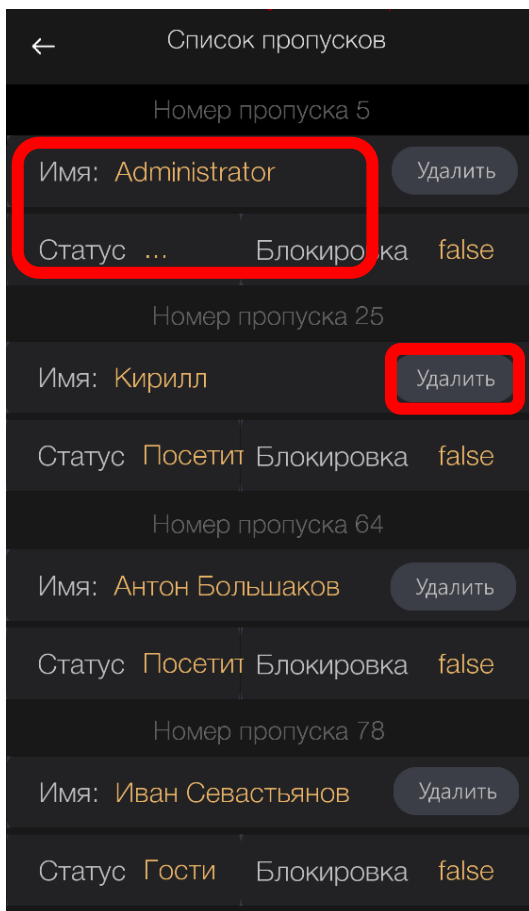 Список пропусков
Номер пропуска 5
Имя: Administrator Удалить
Статус ... Блокировка false
Номер пропуска 25
Имя: Кирилл Удалить
Статус Посетит Блокировка false
Номер пропуска 64
Имя: Антон Большаков Удалить
Статус Посетит Блокировка false
Номер пропуска 78
Имя: Иван Севастьянов Удалить
Статус Гости Блокировка false